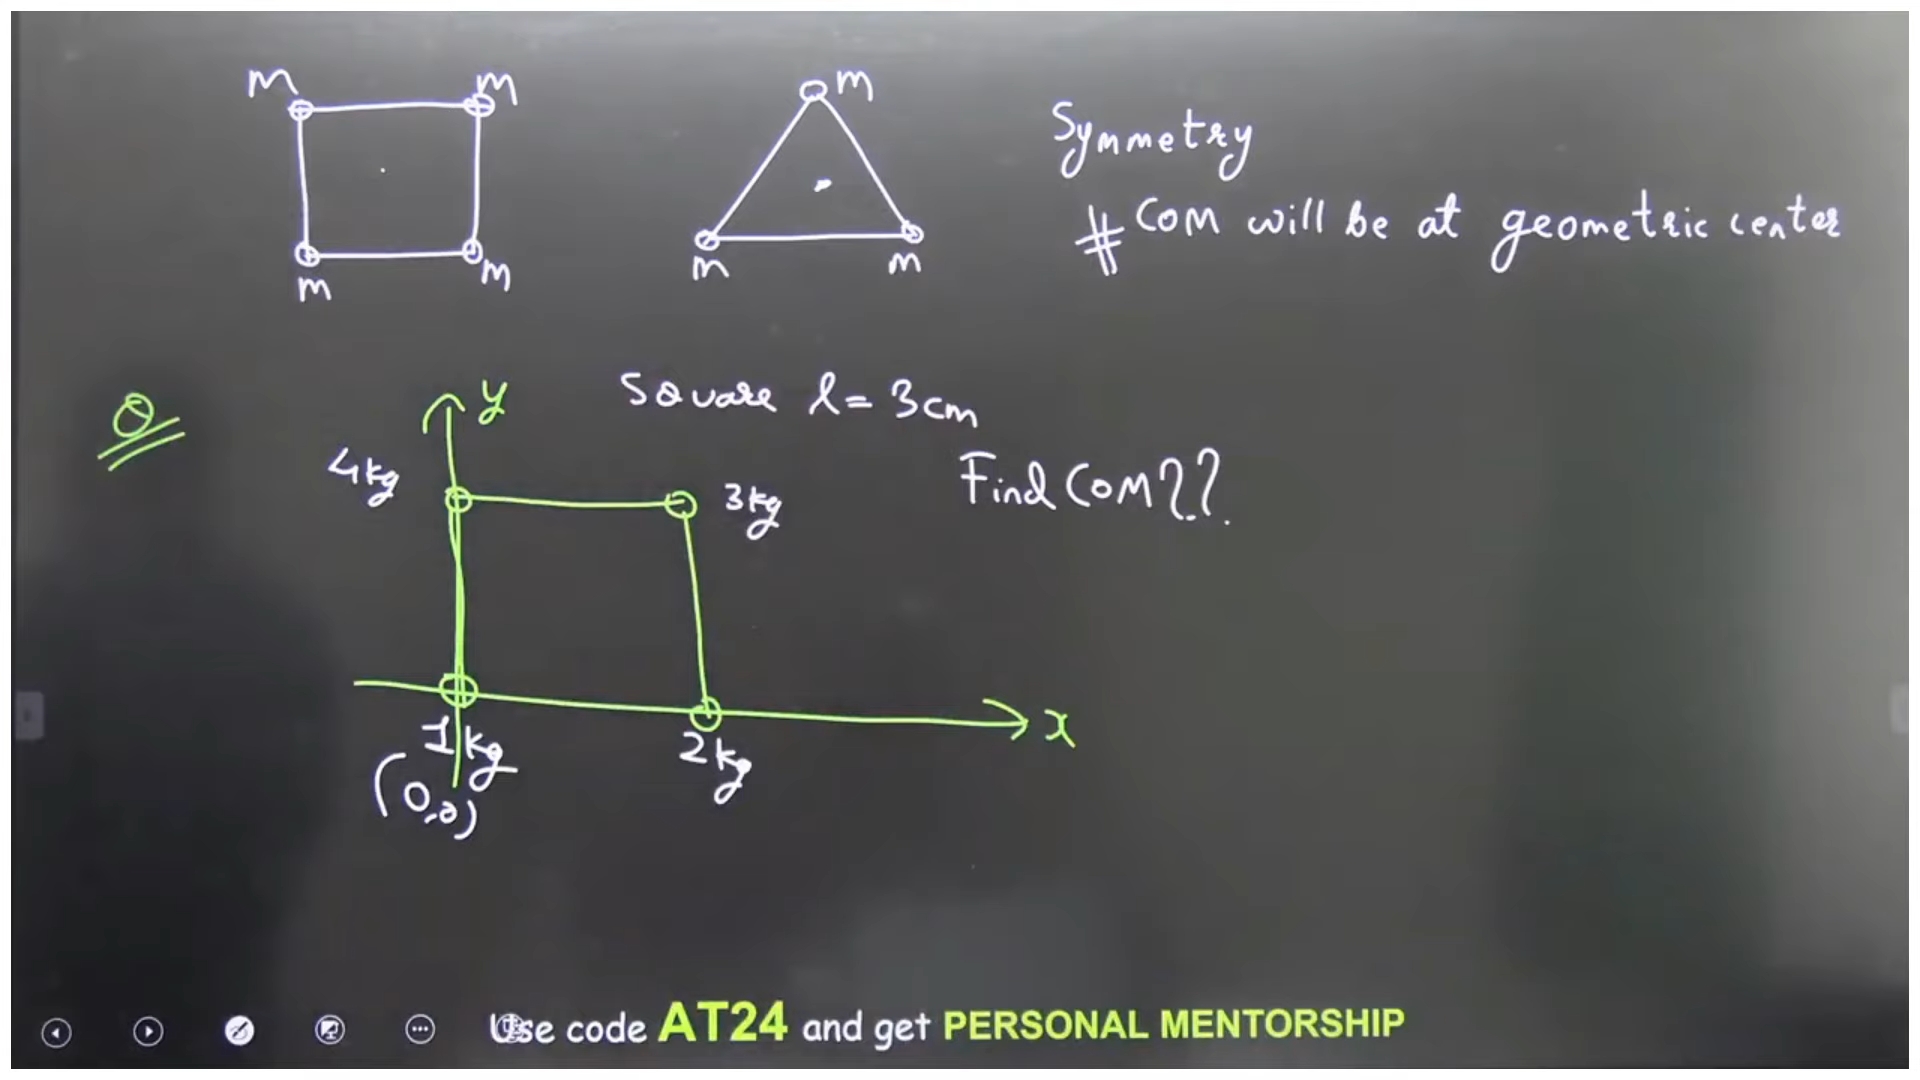 m m
m m
m
m m
Symmetry
# COM will be at geometric center
Q
y
Square l = 3cm
4kg 3kg
Find COM??
x
1kg 2kg
(0,0)
Use code AT24 and get PERSONAL MENTORSHIP